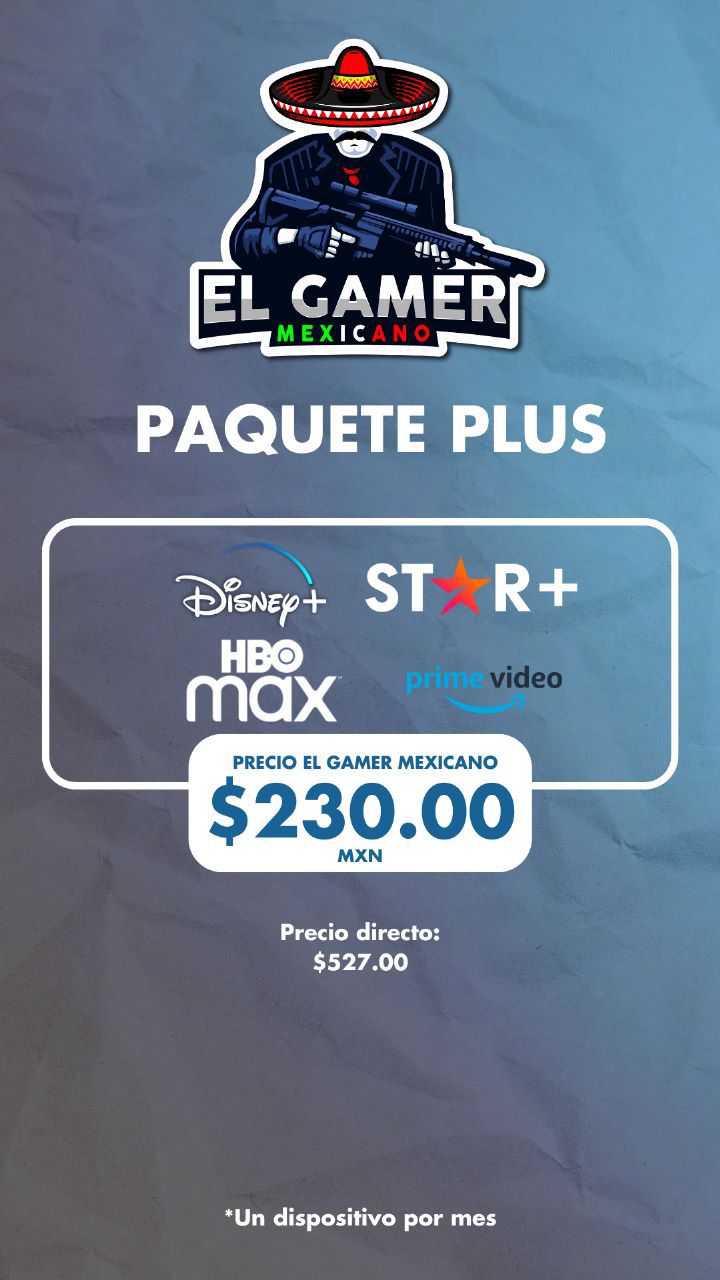 EL GAMER
MEXICANO
PAQUETE PLUS
Disney+
STAR+
HBO
max
prime video
PRECIO EL GAMER MEXICANO
$230.00
MXN
Precio directo:
$527.00
*Un dispositivo por mes